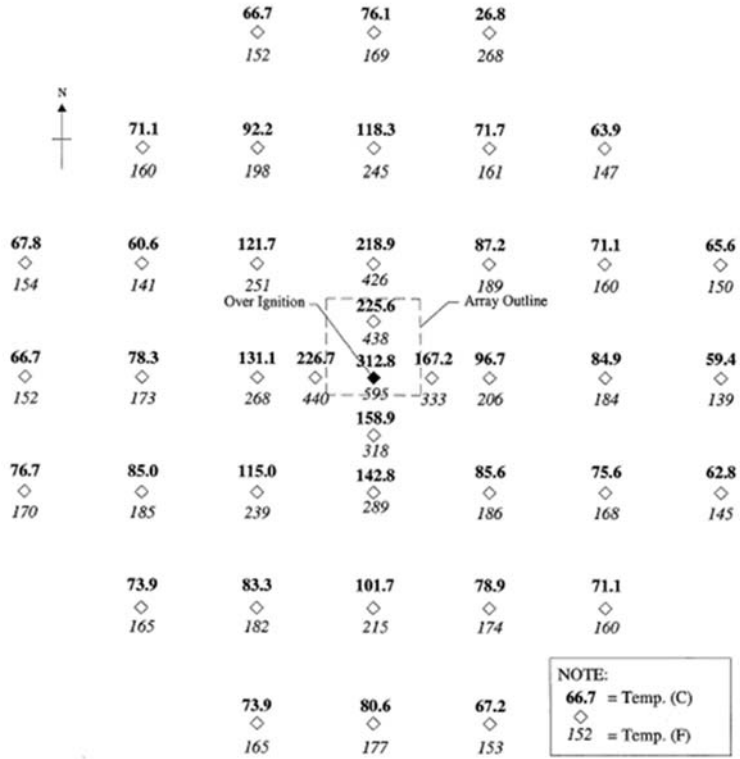 66.7 76.1 26.8
152 169 268
N
71.1 92.2 118.3 71.7 63.9
160 198 245 161 147
67.8 60.6 121.7 218.9 87.2 71.1 65.6
154 141 251 426 189 160 150
Over Ignition 225.6 Array Outline
438
66.7 78.3 131.1 226.7 312.8 167.2 96.7 84.9 59.4
152 173 268 440 595 333 206 184 139
158.9
318
76.7 85.0 115.0 142.8 85.6 75.6 62.8
170 185 239 289 186 168 145
73.9 83.3 101.7 78.9 71.1
165 182 215 174 160
73.9 80.6 67.2
165 177 153
NOTE:
66.7 = Temp. (C)
152 = Temp. (F)